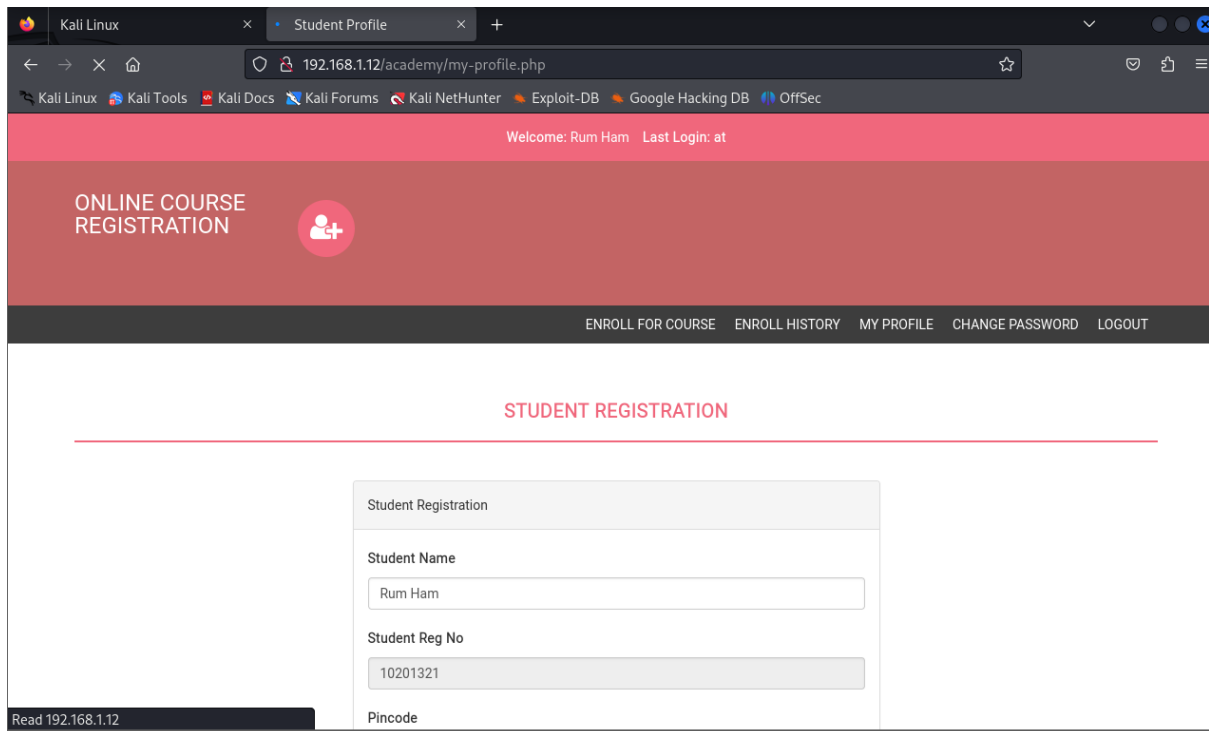 Kali Linux
Student Profile
192.168.1.12/academy/my-profile.php
Kali Linux Kali Tools Kali Docs Kali Forums Kali NetHunter Exploit-DB Google Hacking DB OffSec
Welcome: Rum Ham Last Login: at
ONLINE COURSE
REGISTRATION
ENROLL FOR COURSE ENROLL HISTORY MY PROFILE CHANGE PASSWORD LOGOUT
STUDENT REGISTRATION
Student Registration
Student Name
Rum Ham
Student Reg No
10201321
Pincode
Read 192.168.1.12